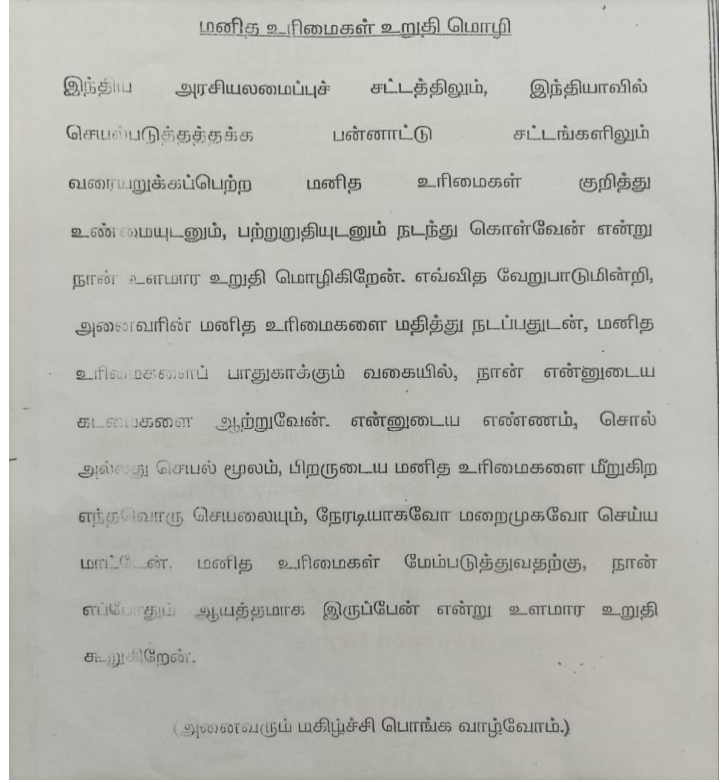 மனித உரிமைகள் உறுதி மொழி
இந்திய அரசியலமைப்புச் சட்டத்திலும், இந்தியாவில்
செயல்படுத்தத்தக்க பன்னாட்டு சட்டங்களிலும்
வரையறுக்கப்பெற்ற மனித உரிமைகள் குறித்து
உண்மையுடனும், பற்றுறுதியுடனும் நடந்து கொள்வேன் என்று
நான் உளமார உறுதி மொழிகிறேன். எவ்வித வேறுபாடுமின்றி,
அனைவரின் மனித உரிமைகளை மதித்து நடப்பதுடன், மனித
உரிமைகளைப் பாதுகாக்கும் வகையில், நான் என்னுடைய
கடமைகளை ஆற்றுவேன். என்னுடைய எண்ணம், சொல்
அல்லது செயல் மூலம், பிறருடைய மனித உரிமைகளை மீறுகிற
எந்தவொரு செயலையும், நேரடியாகவோ மறைமுகவோ செய்ய
மாட்டேன். மனித உரிமைகள் மேம்படுத்துவதற்கு, நான்
எப்போதும் ஆயத்தமாக இருப்பேன் என்று உளமார உறுதி
கூறுகிறேன்.
(அனைவரும் மகிழ்ச்சி பொங்க வாழ்வோம்.)